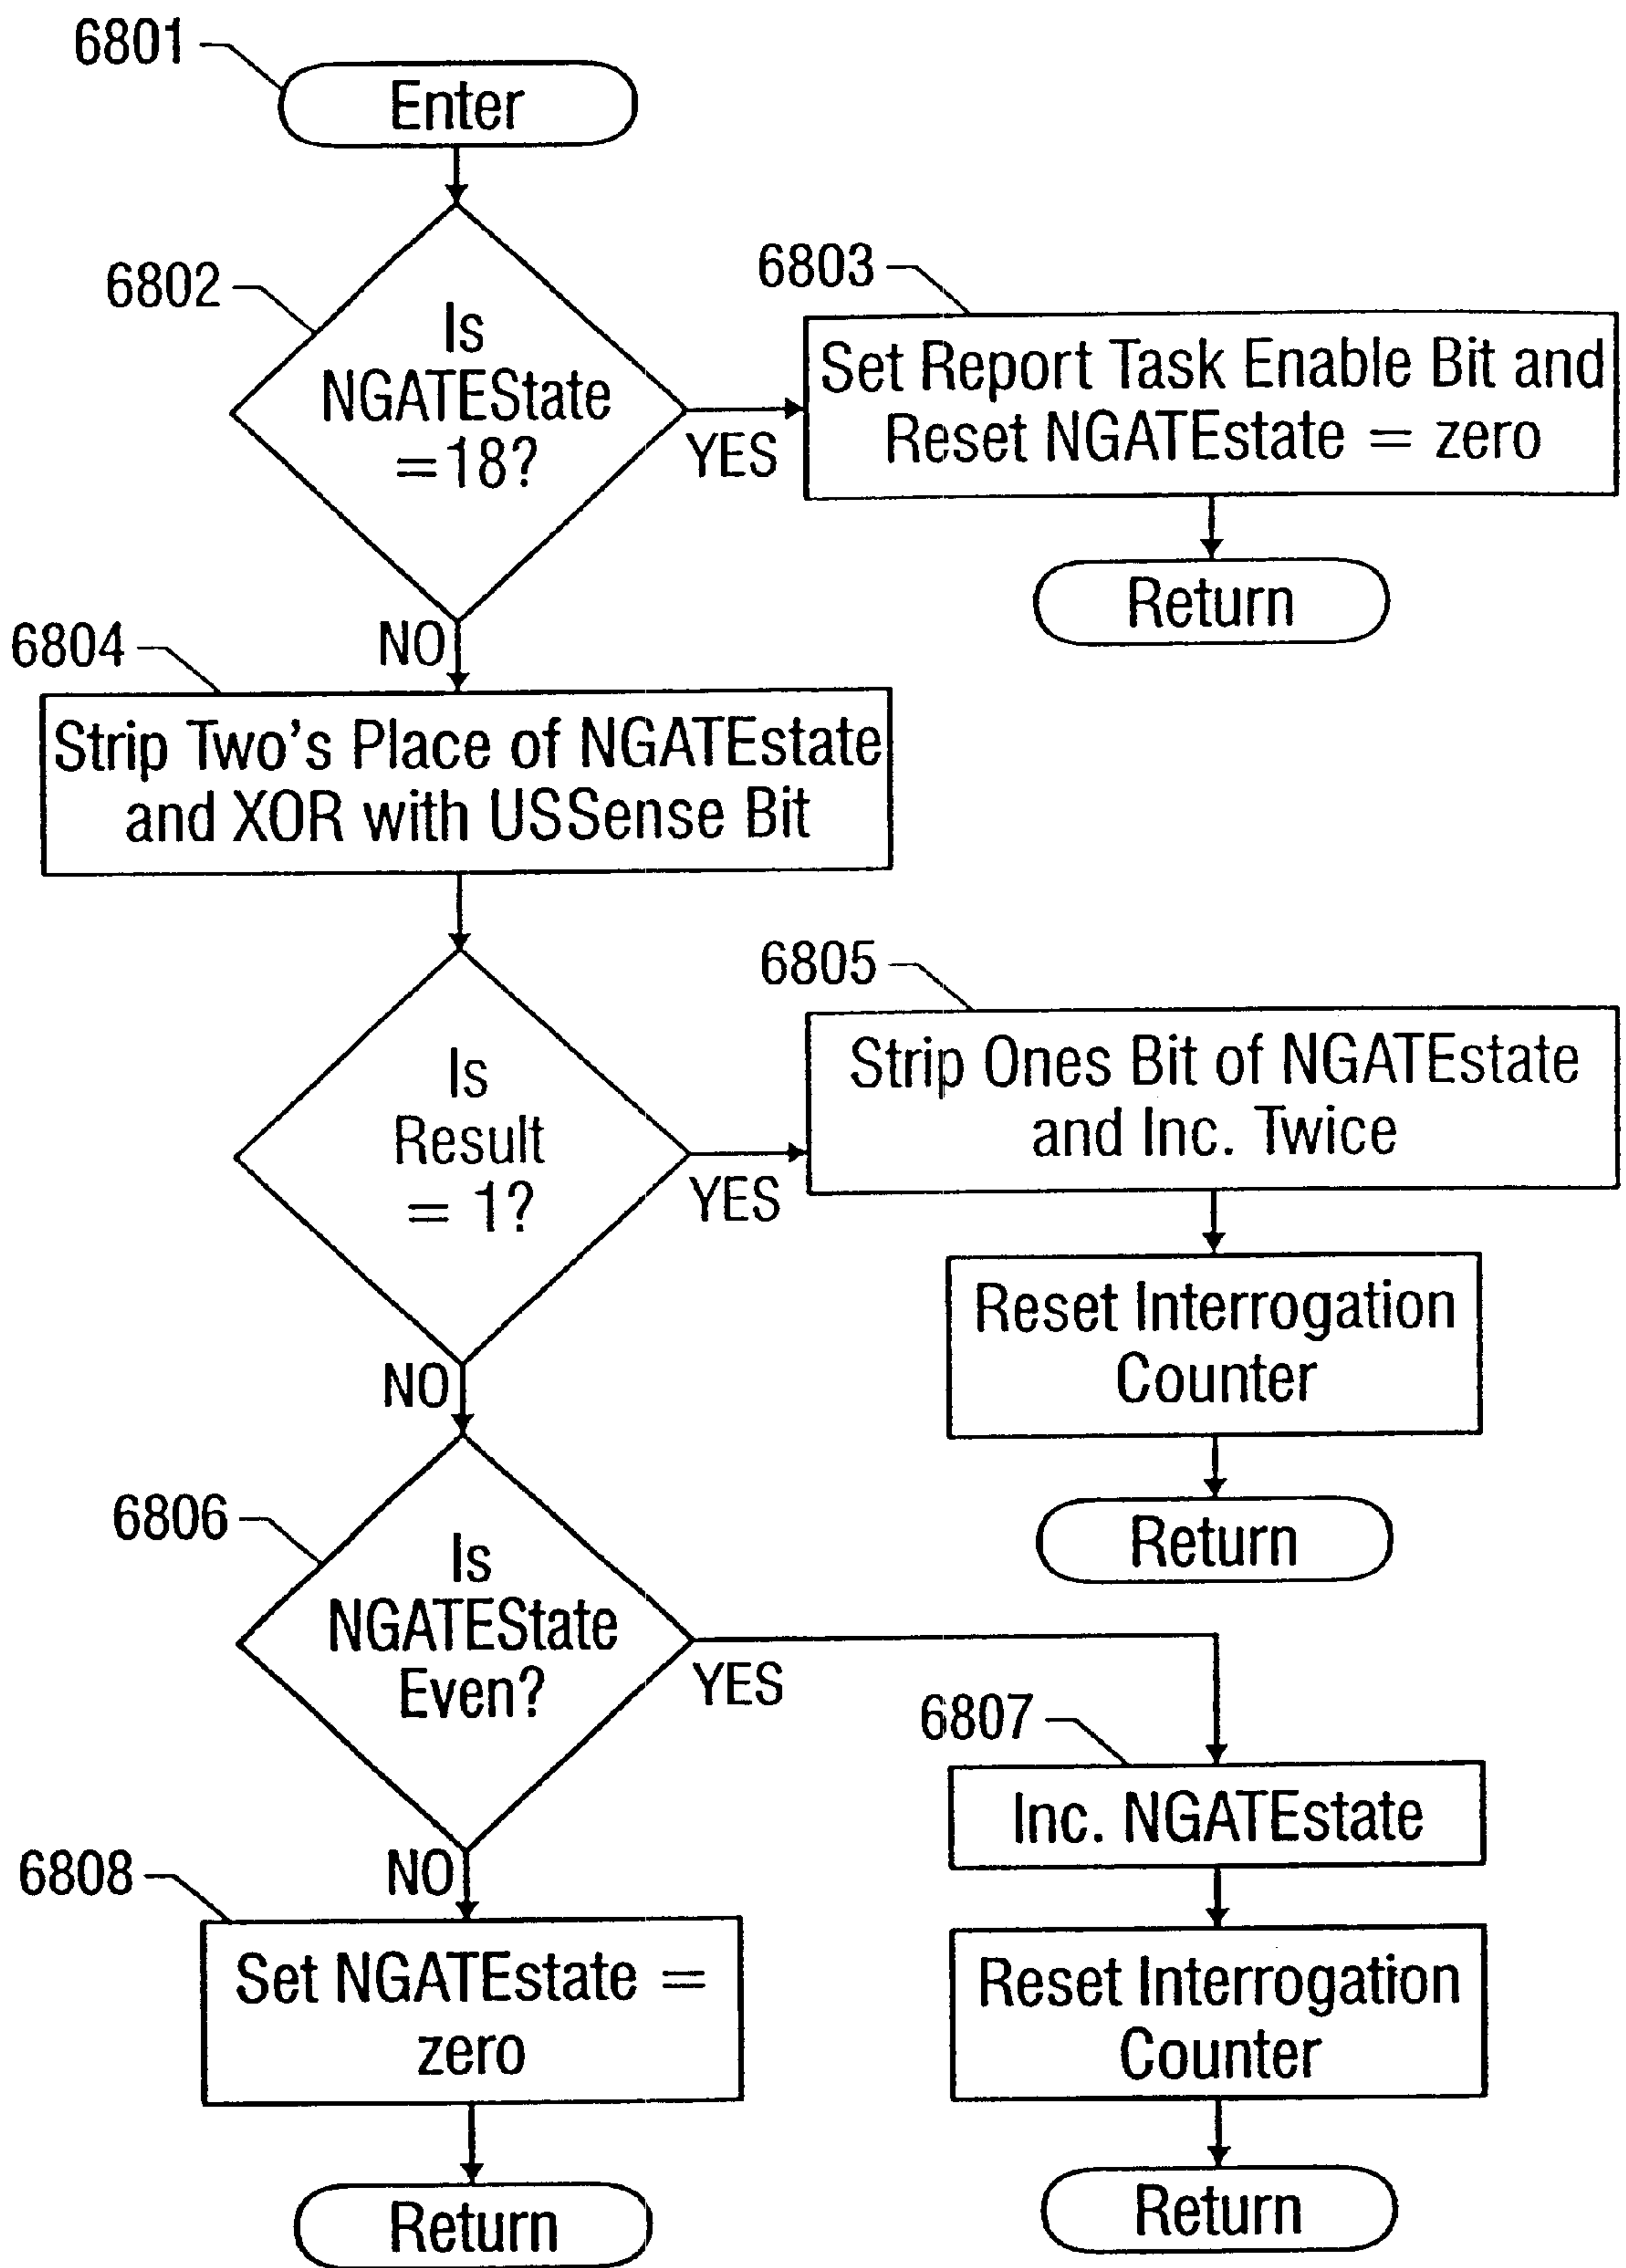 6801
Enter
6802
Is
NGATEState
=18?
YES
6803
Set Report Task Enable Bit and
Reset NGATEstate = zero
Return
NO
6804
Strip Two's Place of NGATEstate
and XOR with USSense Bit
Is
Result
= 1?
YES
6805
Strip Ones Bit of NGATEstate
and Inc. Twice
Reset Interrogation
Counter
Return
NO
6806
Is
NGATEState
Even?
YES
6807
Inc. NGATEstate
Reset Interrogation
Counter
Return
NO
6808
Set NGATEstate =
zero
Return